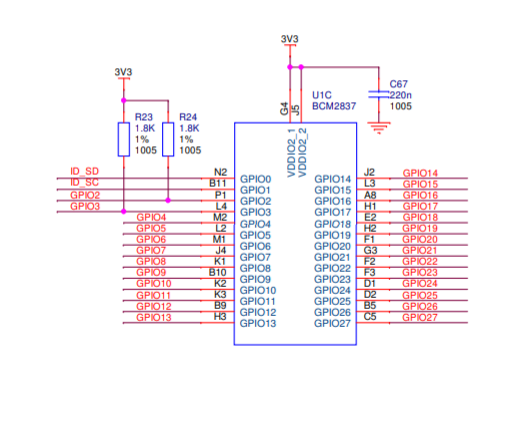 3V3
3V3
C67
220n
1005
U1C
BCM2837
R23
1.8K
1%
1005
R24
1.8K
1%
1005
G4
J5
VDDIO2_1
VDDIO2_2
ID_SD N2 GPIO0 GPIO14 J2 GPIO14
ID_SC B11 GPIO1 GPIO15 L3 GPIO15
GPIO2 P1 GPIO2 GPIO16 A8 GPIO16
GPIO3 L4 GPIO3 GPIO17 H1 GPIO17
GPIO4 M2 GPIO4 GPIO18 E2 GPIO18
GPIO5 L2 GPIO5 GPIO19 H2 GPIO19
GPIO6 M1 GPIO6 GPIO20 F1 GPIO20
GPIO7 J4 GPIO7 GPIO21 G3 GPIO21
GPIO8 K1 GPIO8 GPIO22 F2 GPIO22
GPIO9 B10 GPIO9 GPIO23 F3 GPIO23
GPIO10 K2 GPIO10 GPIO24 D1 GPIO24
GPIO11 K3 GPIO11 GPIO25 D2 GPIO25
GPIO12 B9 GPIO12 GPIO26 B5 GPIO26
GPIO13 H3 GPIO13 GPIO27 C5 GPIO27